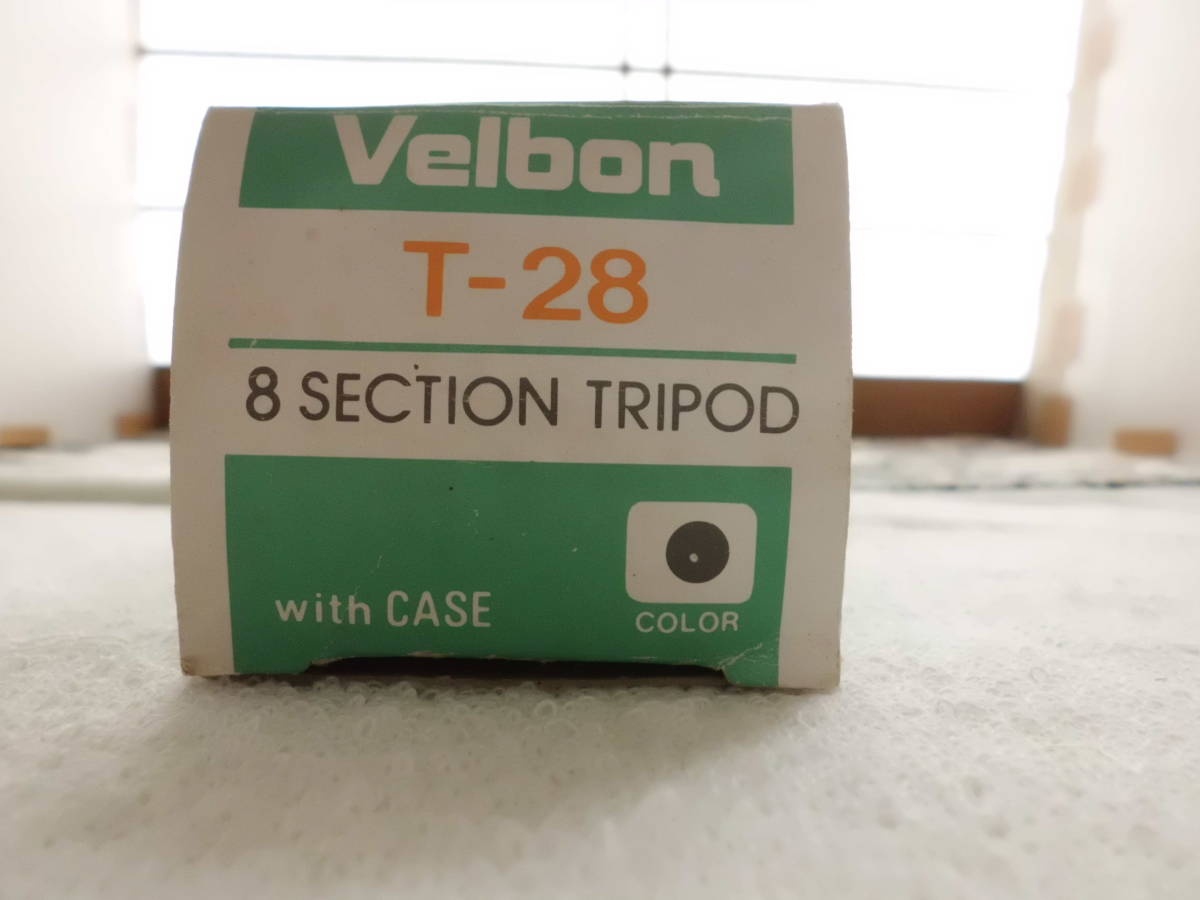 Velbon
T-28
8 SECTION TRIPOD
with CASE
COLOR